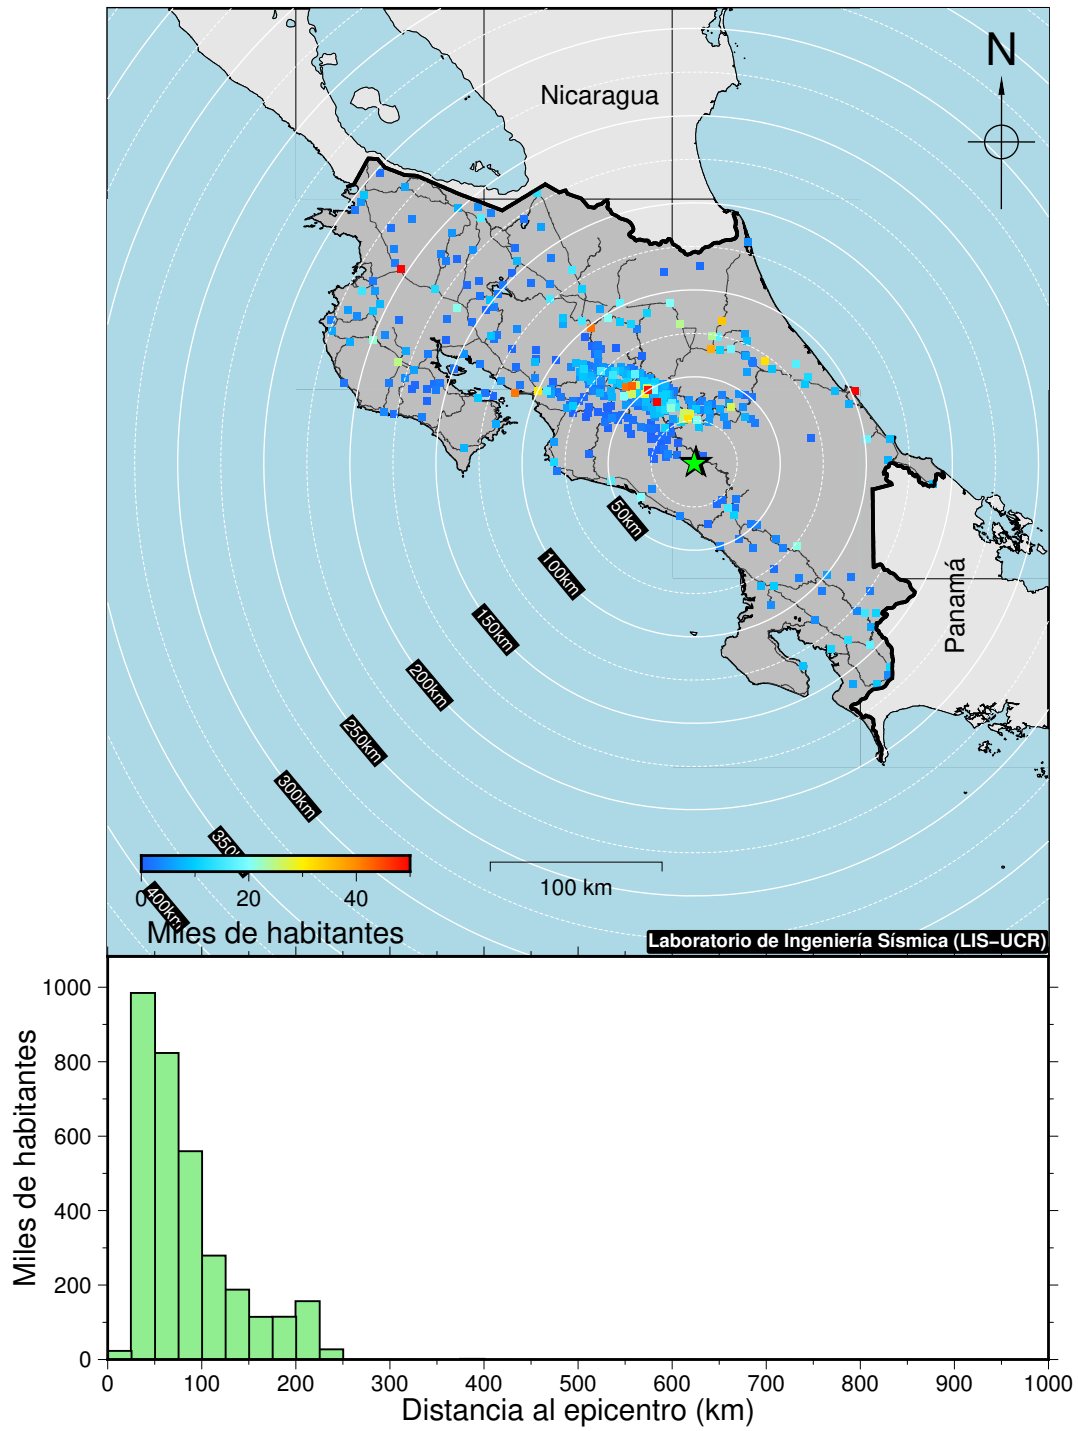 N
Nicaragua
Panamá
50km
100km
150km
200km
250km
300km
350k
400km
0 20 40
Miles de habitantes
100 km
Laboratorio de Ingeniería Sísmica (LIS−UCR)
Miles de habitantes
1000
800
600
400
200
0
0 100 200 300 400 500 600 700 800 900 1000
Distancia al epicentro (km)